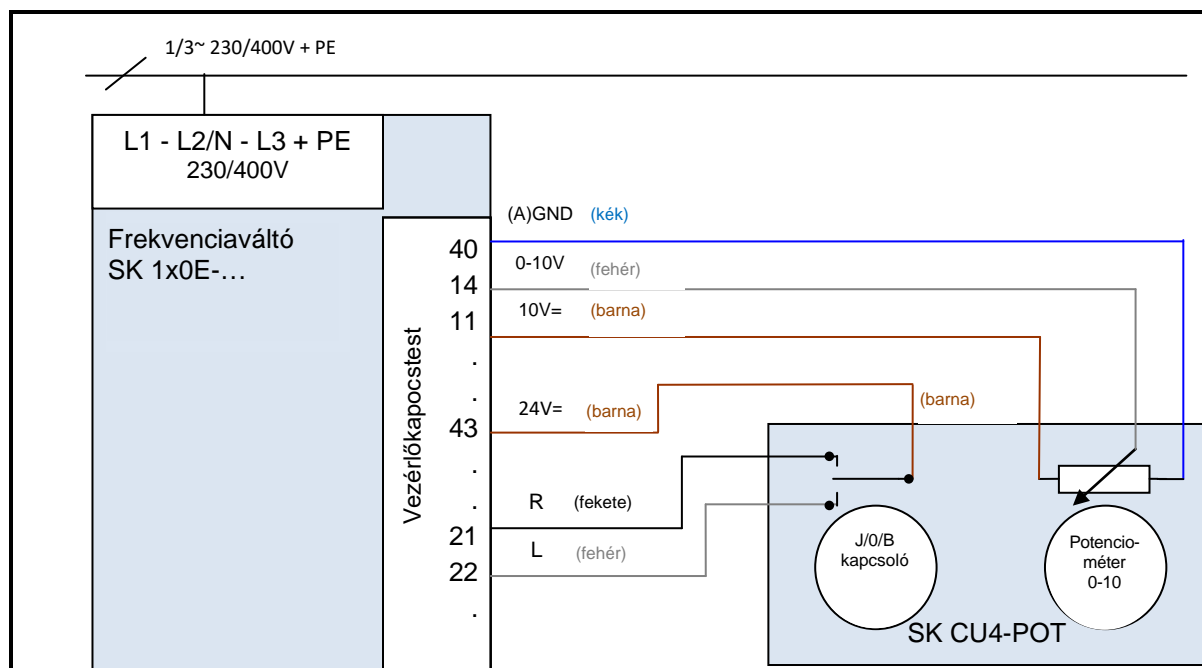 1/3~ 230/400V + PE
L1 - L2/N - L3 + PE
230/400V
Frekvenciaváltó
SK 1x0E-…
Vezérlőkapocstest
(A)GND (kék)
40
0-10V (fehér)
14
10V= (barna)
11
.
.
24V= (barna)
(barna)
43
.
.
R (fekete)
21
L (fehér)
22
.
J/0/B
kapcsoló
Potencio-
méter
0-10
SK CU4-POT